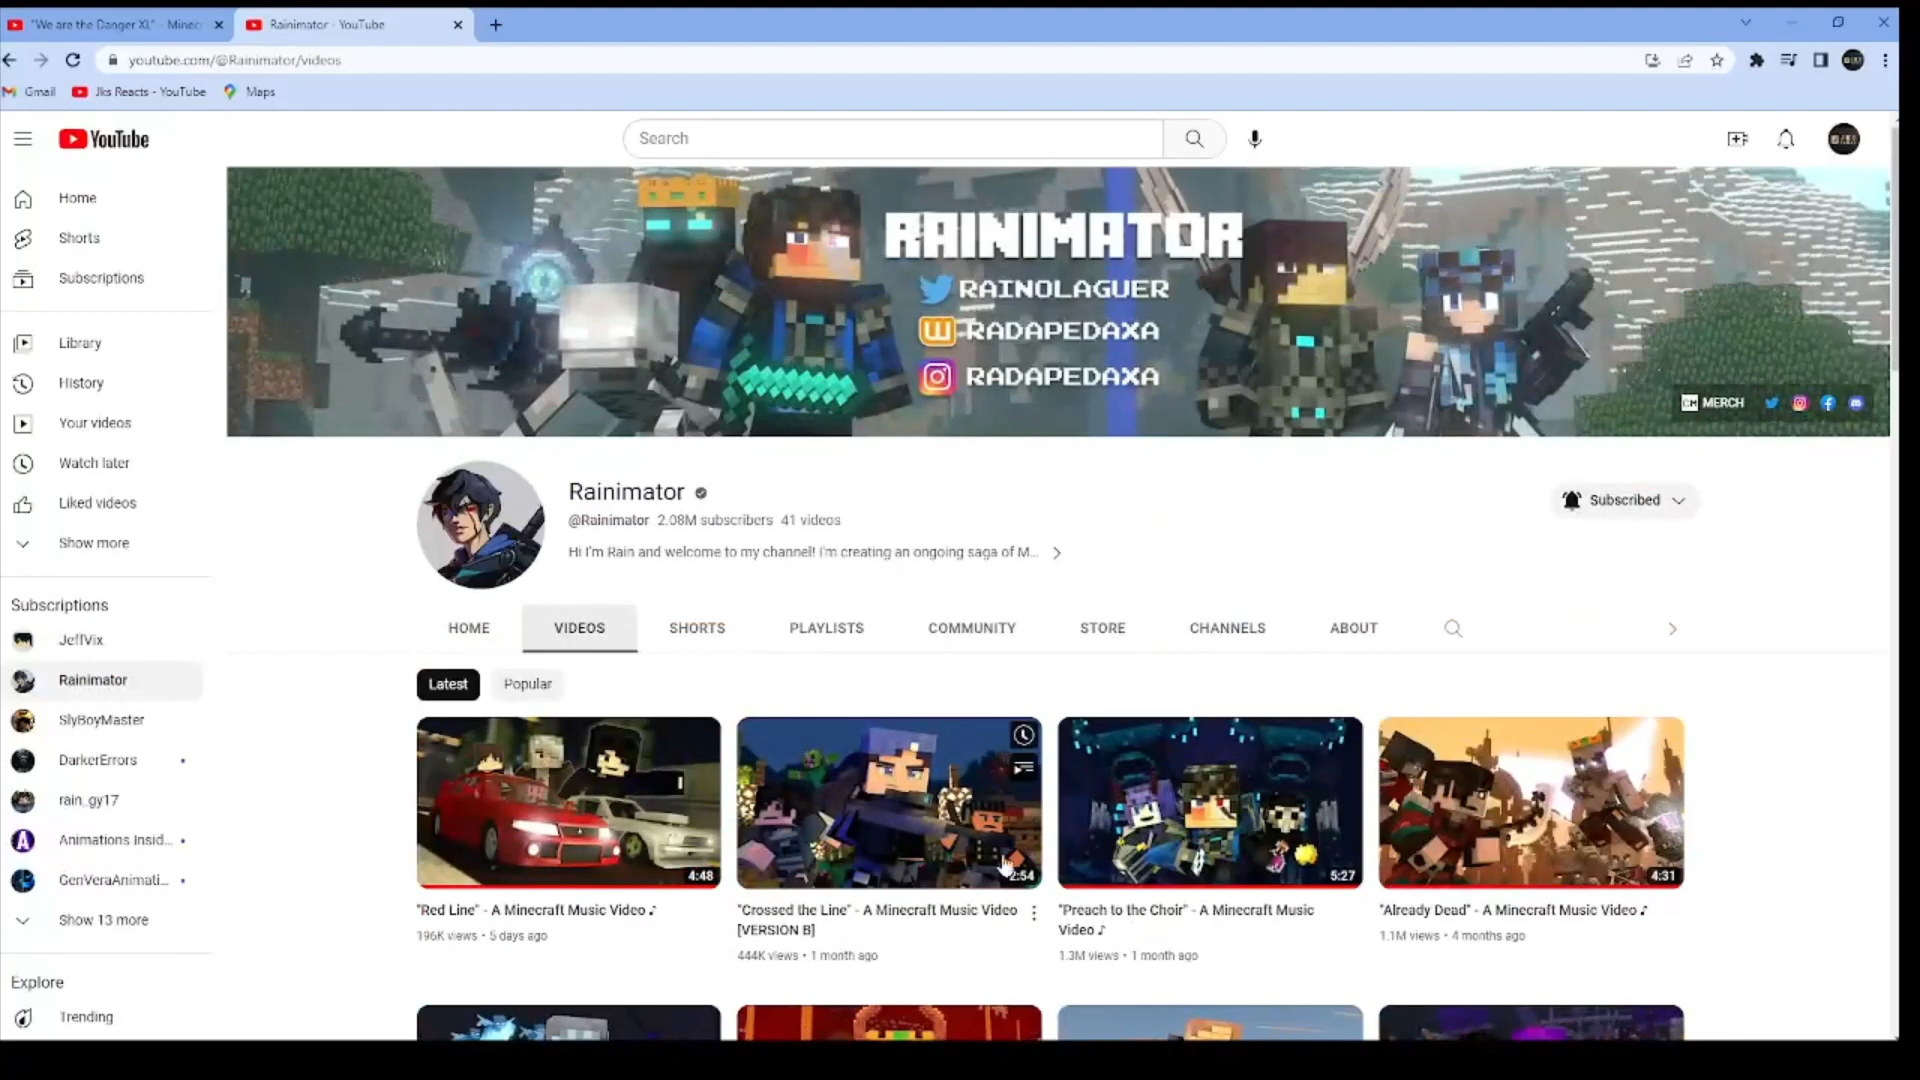 "We are the Danger XL" - Minec
Rainimator - YouTube
youtube.com/@Rainimator/videos
Gmail
Jks Reacts - YouTube
Maps
YouTube
Search
Home
Shorts
Subscriptions
Library
History
Your videos
Watch later
Liked videos
Show more
Subscriptions
JeffVix
Rainimator
SlyBoyMaster
DarkerErrors
rain_gy17
Animations Insid...
GenVeraAnimati...
Show 13 more
Explore
Trending
RAINIMATOR
RAINOLAGUER
RADAPEDAXA
RADAPEDAXA
MERCH
Rainimator
@Rainimator 2.08M subscribers 41 videos
Hi I'm Rain and welcome to my channel! I'm creating an ongoing saga of M...
Subscribed
HOME VIDEOS SHORTS PLAYLISTS COMMUNITY STORE CHANNELS ABOUT
Latest Popular
4:48
"Red Line" - A Minecraft Music Video ♪
196K views • 5 days ago
2:54
"Crossed the Line" - A Minecraft Music Video
[VERSION B]
444K views • 1 month ago
5:27
"Preach to the Choir" - A Minecraft Music
Video ♪
1.3M views • 1 month ago
4:31
"Already Dead" - A Minecraft Music Video ♪
1.1M views • 4 months ago